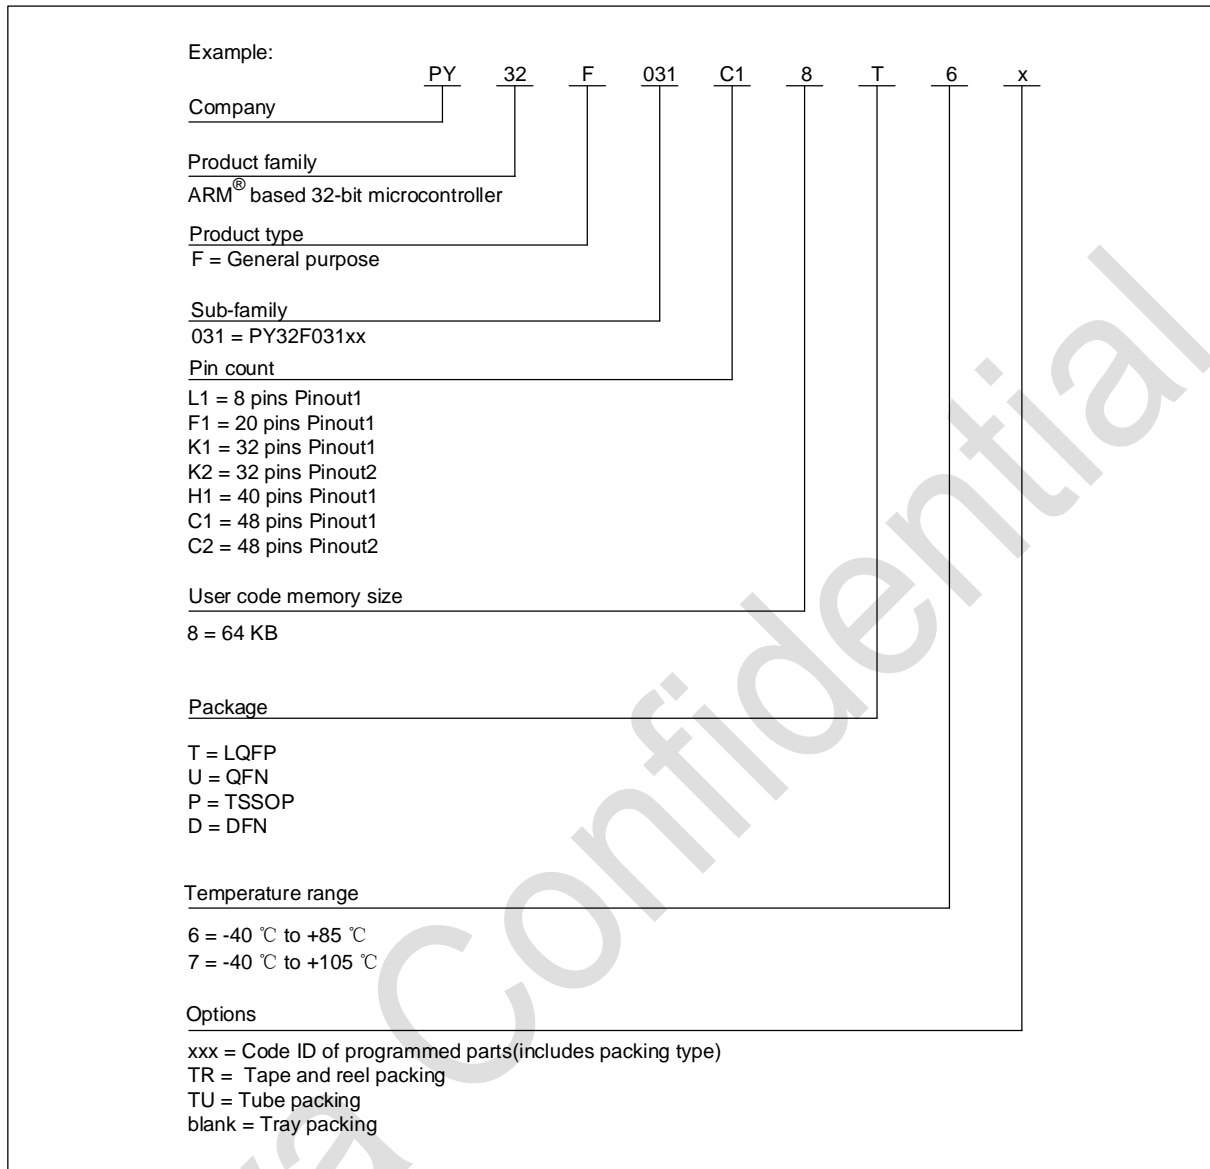 Example:
PY 32 F 031 C1 8 T 6 x
Company
Product family
ARM® based 32-bit microcontroller
Product type
F = General purpose
Sub-family
031 = PY32F031xx
Pin count
L1 = 8 pins Pinout1
F1 = 20 pins Pinout1
K1 = 32 pins Pinout1
K2 = 32 pins Pinout2
H1 = 40 pins Pinout1
C1 = 48 pins Pinout1
C2 = 48 pins Pinout2
User code memory size
8 = 64 KB
Package
T = LQFP
U = QFN
P = TSSOP
D = DFN
Temperature range
6 = -40 ℃ to +85 ℃
7 = -40 ℃ to +105 ℃
Options
xxx = Code ID of programmed parts(includes packing type)
TR = Tape and reel packing
TU = Tube packing
blank = Tray packing
Confidential